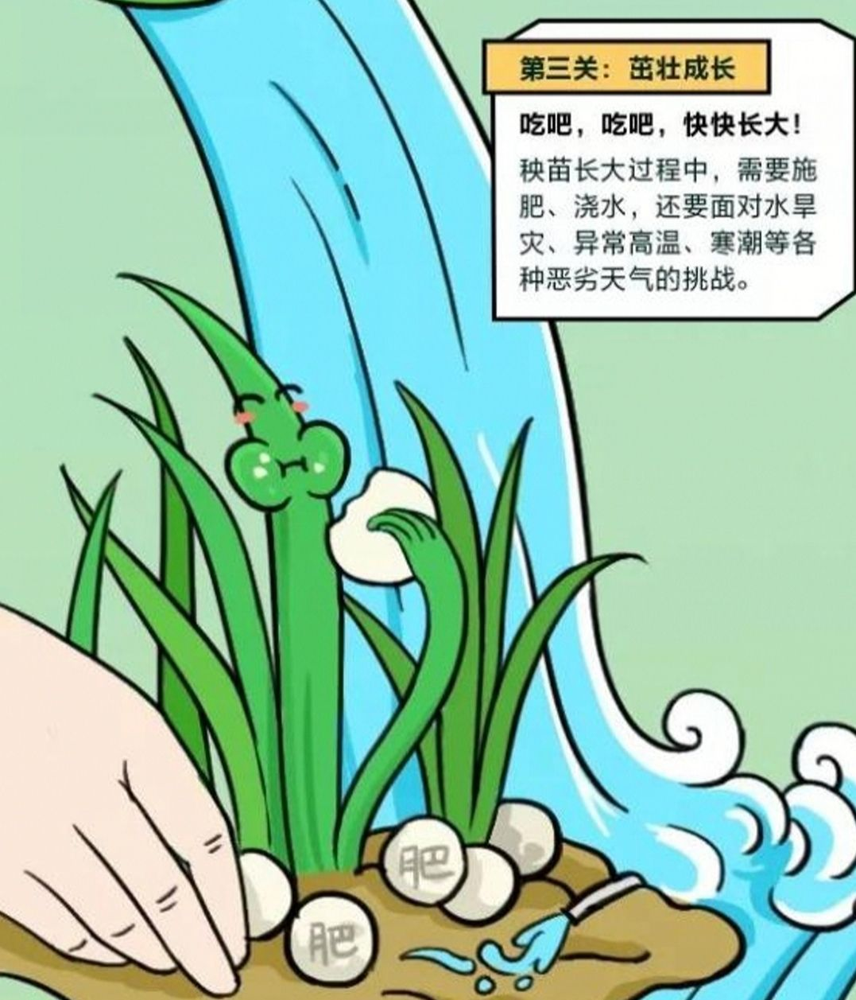 第三关：茁壮成长
吃吧，吃吧，快快长大！
秧苗长大过程中，需要施
肥、浇水，还要面对水旱
灾、异常高温、寒潮等各
种恶劣天气的挑战。
肥
肥